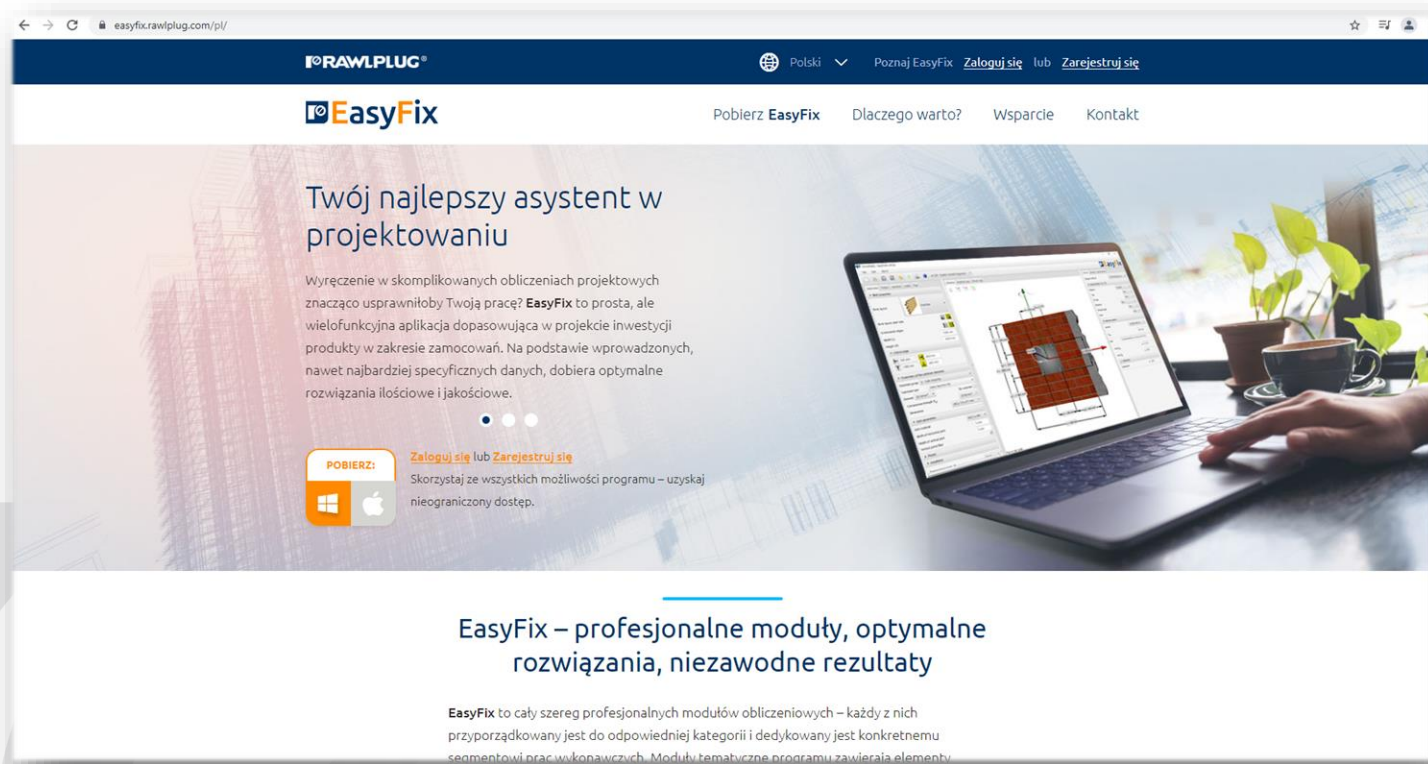 easyfix.rawlplug.com/pl/
RAWLPLUG®
Polski Poznaj EasyFix Zaloguj się lub Zarejestruj się
EasyFix
Pobierz EasyFix Dlaczego warto? Wsparcie Kontakt
Twój najlepszy asystent w
projektowaniu
Wyręczenie w skomplikowanych obliczeniach projektowych
znacząco usprawniłoby Twoją pracę? EasyFix to prosta, ale
wielofunkcyjna aplikacja dopasowująca w projekcie inwestycji
produkty w zakresie zamocowań. Na podstawie wprowadzonych,
nawet najbardziej specyficznych danych, dobiera optymalne
rozwiązania ilościowe i jakościowe.
POBIERZ:
Zaloguj się lub Zarejestruj się
Skorzystaj ze wszystkich możliwości programu – uzyskaj
nieograniczony dostęp.
EasyFix – profesjonalne moduły, optymalne
rozwiązania, niezawodne rezultaty
EasyFix to cały szereg profesjonalnych modułów obliczeniowych – każdy z nich
przyporządkowany jest do odpowiedniej kategorii i dedykowany jest konkretnemu
segmentowi prac wykonawczych. Moduły tematyczne programu zawierają elementy